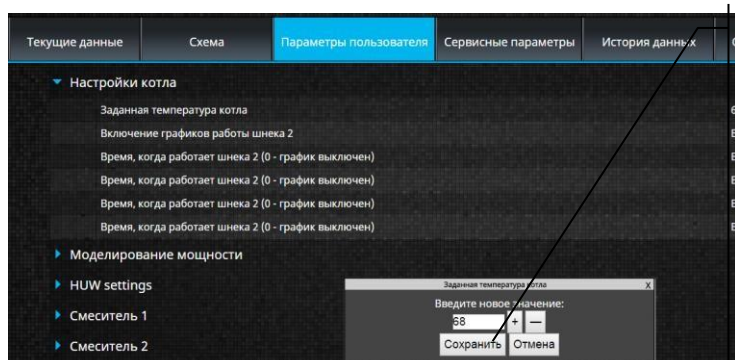 Текущие данные Схема Параметры пользователя Сервисные параметры История данных
Настройки котла
Заданная температура котла
Включение графиков работы шнека 2
Время, когда работает шнека 2 (0 - график выключен)
Время, когда работает шнека 2 (0 - график выключен)
Время, когда работает шнека 2 (0 - график выключен)
Время, когда работает шнека 2 (0 - график выключен)
Моделирование мощности
HUW settings
Смеситель 1
Смеситель 2
Заданная температура котла X
Введите новое значение:
68 + —
Сохранить Отмена